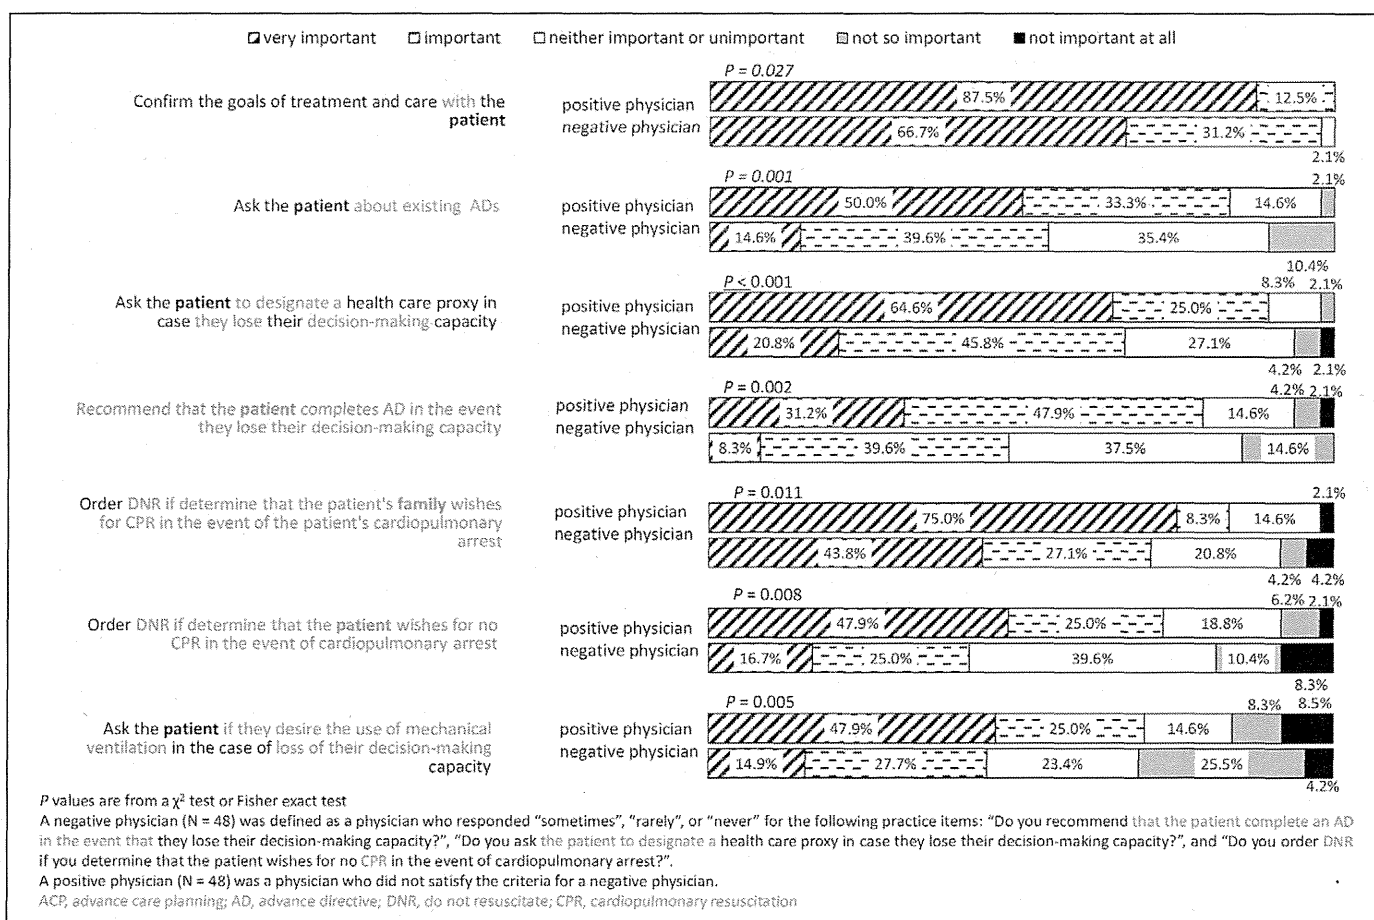 very important important neither important or unimportant not so important not important at all
P = 0.027
Confirm the goals of treatment and care with the
patient
positive physician
negative physician
87.5% 12.5%
66.7% 31.2%
2.1%
P = 0.001
2.1%
Ask the patient about existing ADs
positive physician
negative physician
50.0% 33.3% 14.6%
14.6% 39.6% 35.4%
10.4%
P < 0.001
8.3% 2.1%
Ask the patient to designate a health care proxy in
case they lose their decision-making capacity
positive physician
negative physician
64.6% 25.0%
20.8% 45.8% 27.1%
4.2% 2.1%
P = 0.002
4.2% 2.1%
Recommend that the patient completes AD in the event
they lose their decision-making capacity
positive physician
negative physician
31.2% 47.9% 14.6%
8.3% 39.6% 37.5% 14.6%
P = 0.011
2.1%
Order DNR if determine that the patient's family wishes
for CPR in the event of the patient's cardiopulmonary
arrest
positive physician
negative physician
75.0% 8.3% 14.6%
43.8% 27.1% 20.8%
4.2% 4.2%
P = 0.008
6.2% 2.1%
Order DNR if determine that the patient wishes for no
CPR in the event of cardiopulmonary arrest
positive physician
negative physician
47.9% 25.0% 18.8%
16.7% 25.0% 39.6% 10.4%
8.3%
P = 0.005
8.3% 8.5%
Ask the patient if they desire the use of mechanical
ventilation in the case of loss of their decision-making
capacity
positive physician
negative physician
47.9% 25.0% 14.6%
14.9% 27.7% 23.4% 25.5%
4.2%
P values are from a χ² test or Fisher exact test
A negative physician (N = 48) was defined as a physician who responded “sometimes”, “rarely”, or “never” for the following practice items: “Do you recommend that the patient complete an AD
in the event that they lose their decision-making capacity?”, “Do you ask the patient to designate a health care proxy in case they lose their decision-making capacity?”, and “Do you order DNR
if you determine that the patient wishes for no CPR in the event of cardiopulmonary arrest?”.
A positive physician (N = 48) was a physician who did not satisfy the criteria for a negative physician.
ACP, advance care planning; AD, advance directive; DNR, do not resuscitate; CPR, cardiopulmonary resuscitation